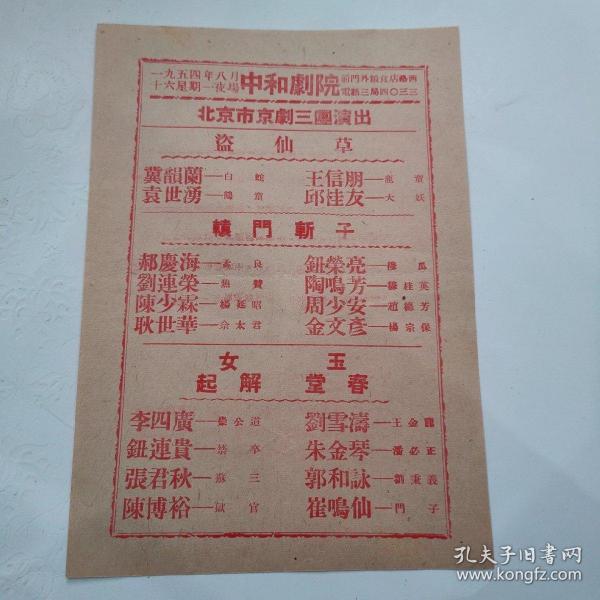 一九五四年八月
十六星期一夜場
中和劇院
前門外糧食店路西
電話三局四〇三三
北京市京劇三團演出
盜仙草
冀韻蘭—白蛇 王信朋—鹿童
袁世湧—鶴童 邱佳友—大妖
轅門斬子
郝慶海—孟良 鈕榮亮—穆瓜
劉連榮—焦贊 陶鳴芳—穆桂英
陳少霖—楊延昭 周少安—趙德芳
耿世華—佘太君 金文彥—楊宗保
女 玉
起解 堂春
李四廣—崇公道 劉雪濤—王金龍
鈕連貴—禁卒 朱金琴—潘必正
張君秋—蘇三 郭和詠—劉秉義
陳博裕—獄官 崔鳴仙—門子
孔夫子旧书网
www.kongfz.com